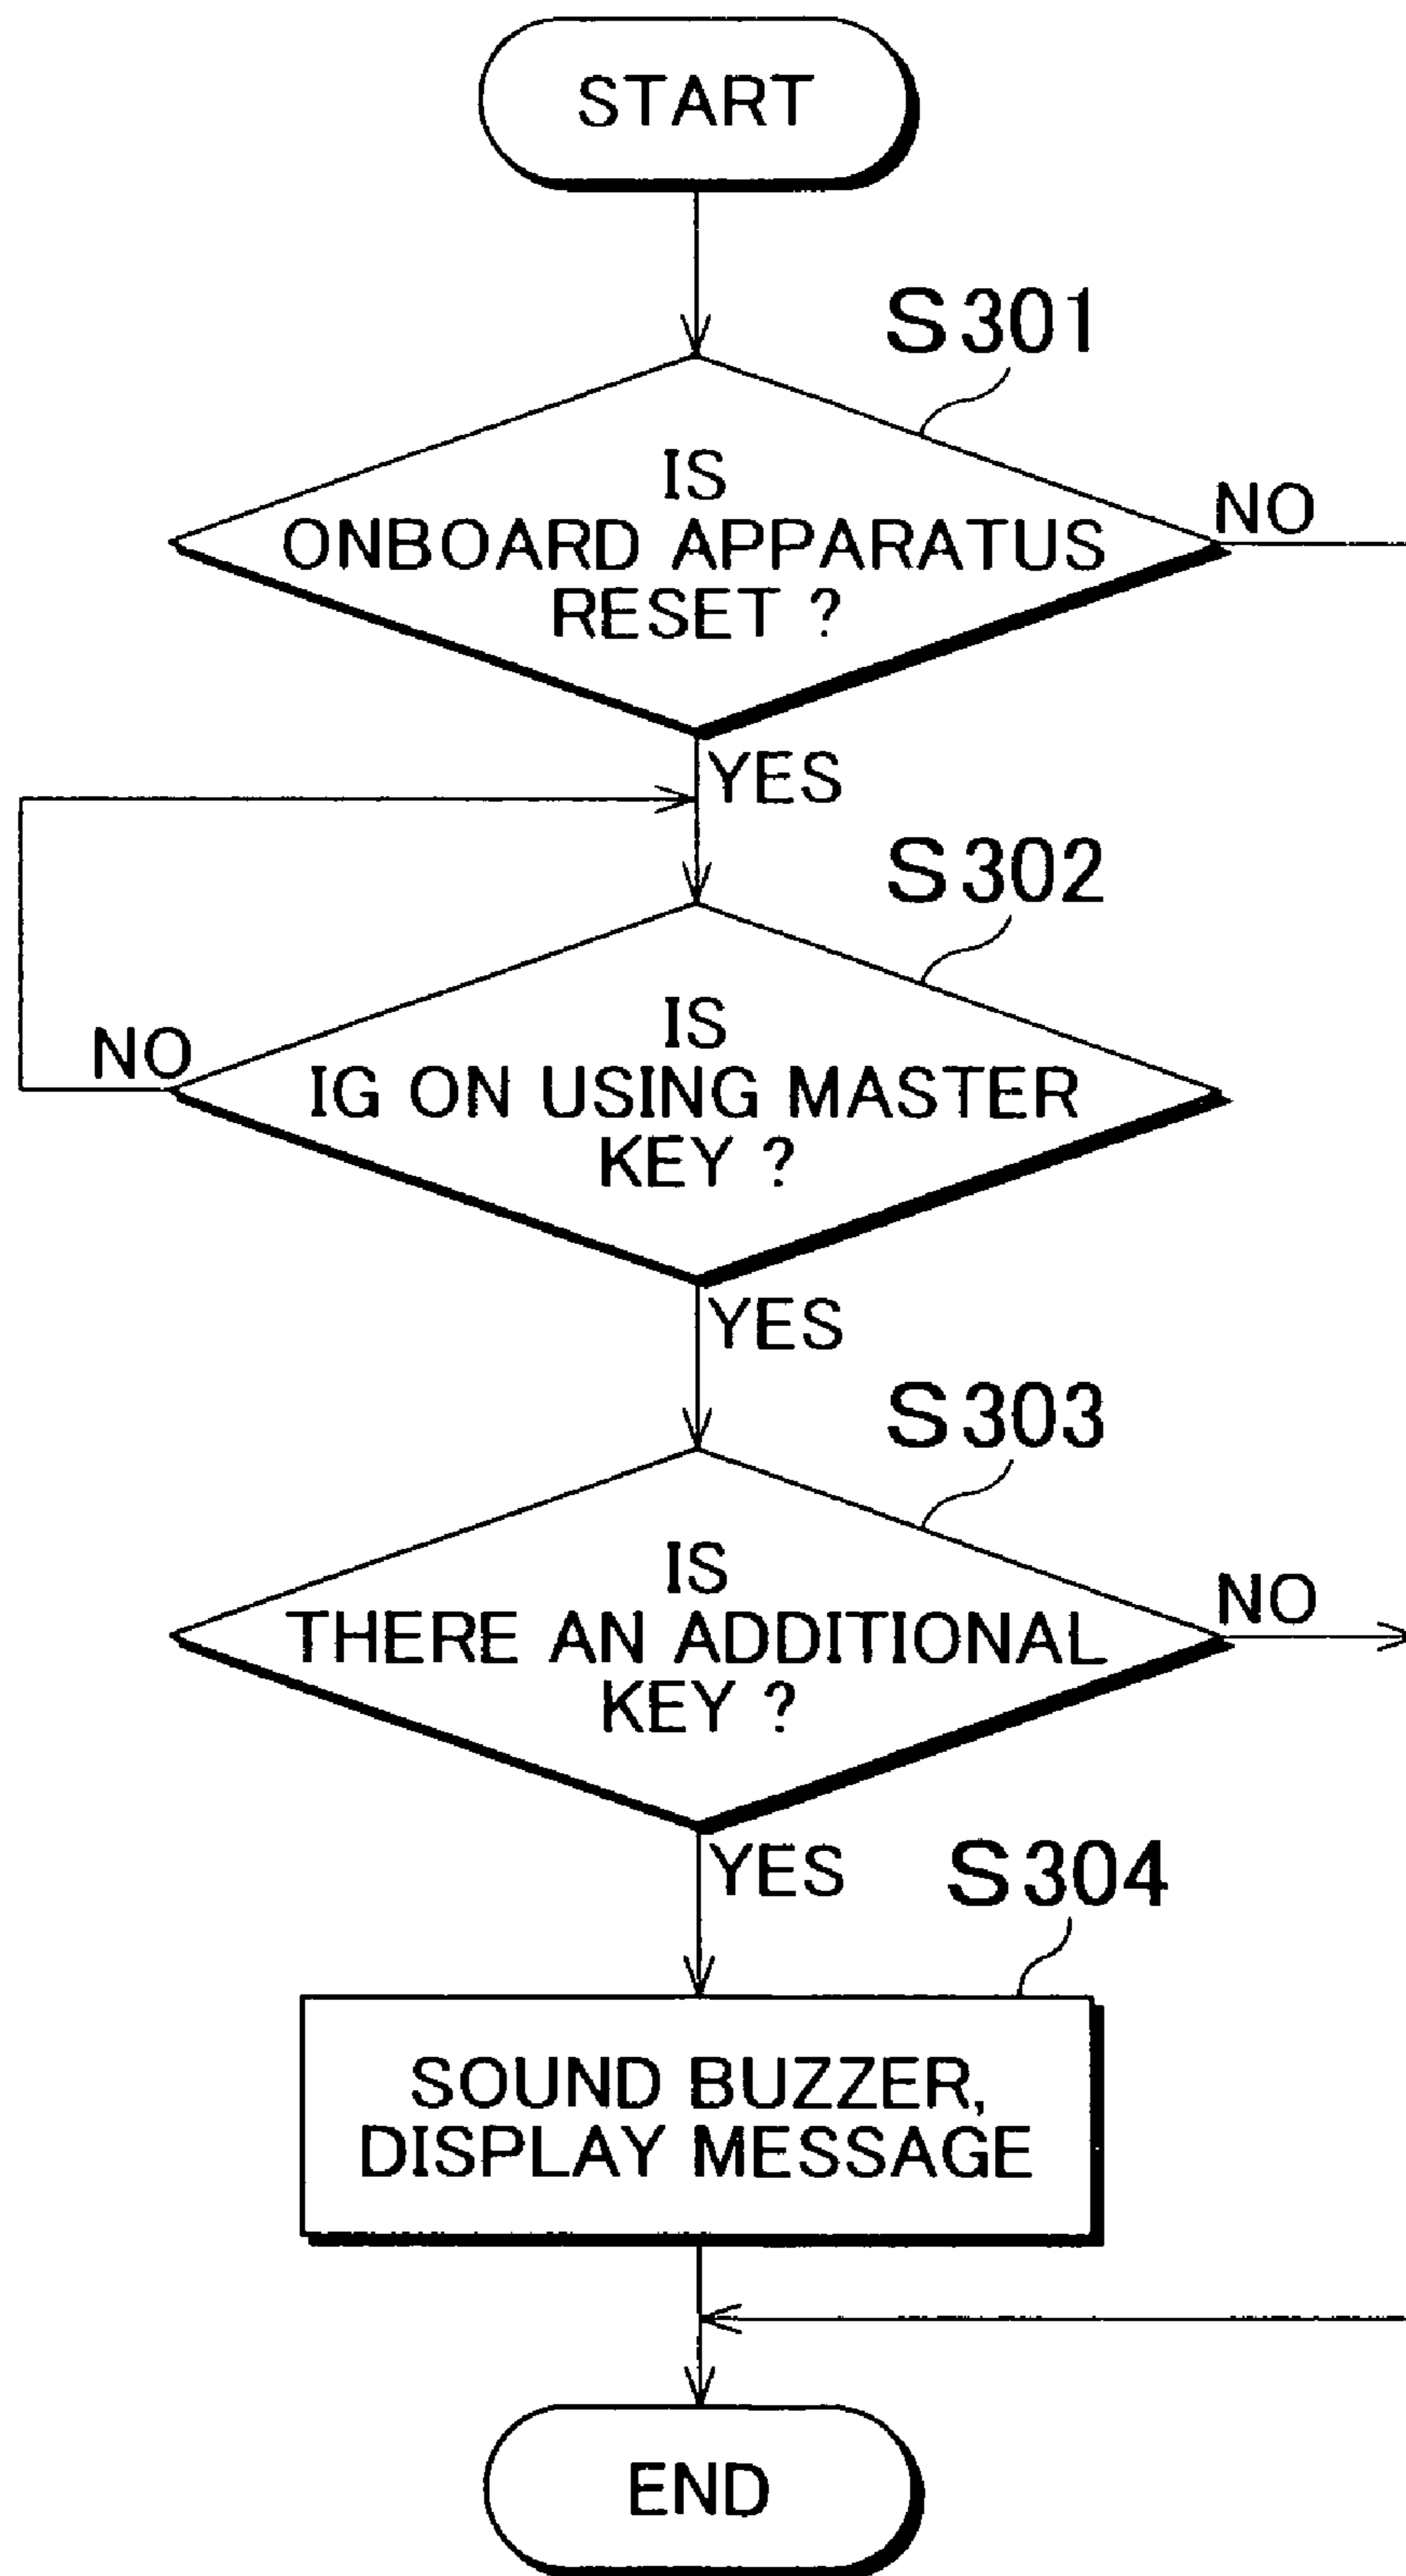 START
S301
IS
ONBOARD APPARATUS
RESET ?
NO
YES
S302
IS
IG ON USING MASTER
KEY ?
NO
YES
S303
IS
THERE AN ADDITIONAL
KEY ?
NO
YES
S304
SOUND BUZZER,
DISPLAY MESSAGE
END